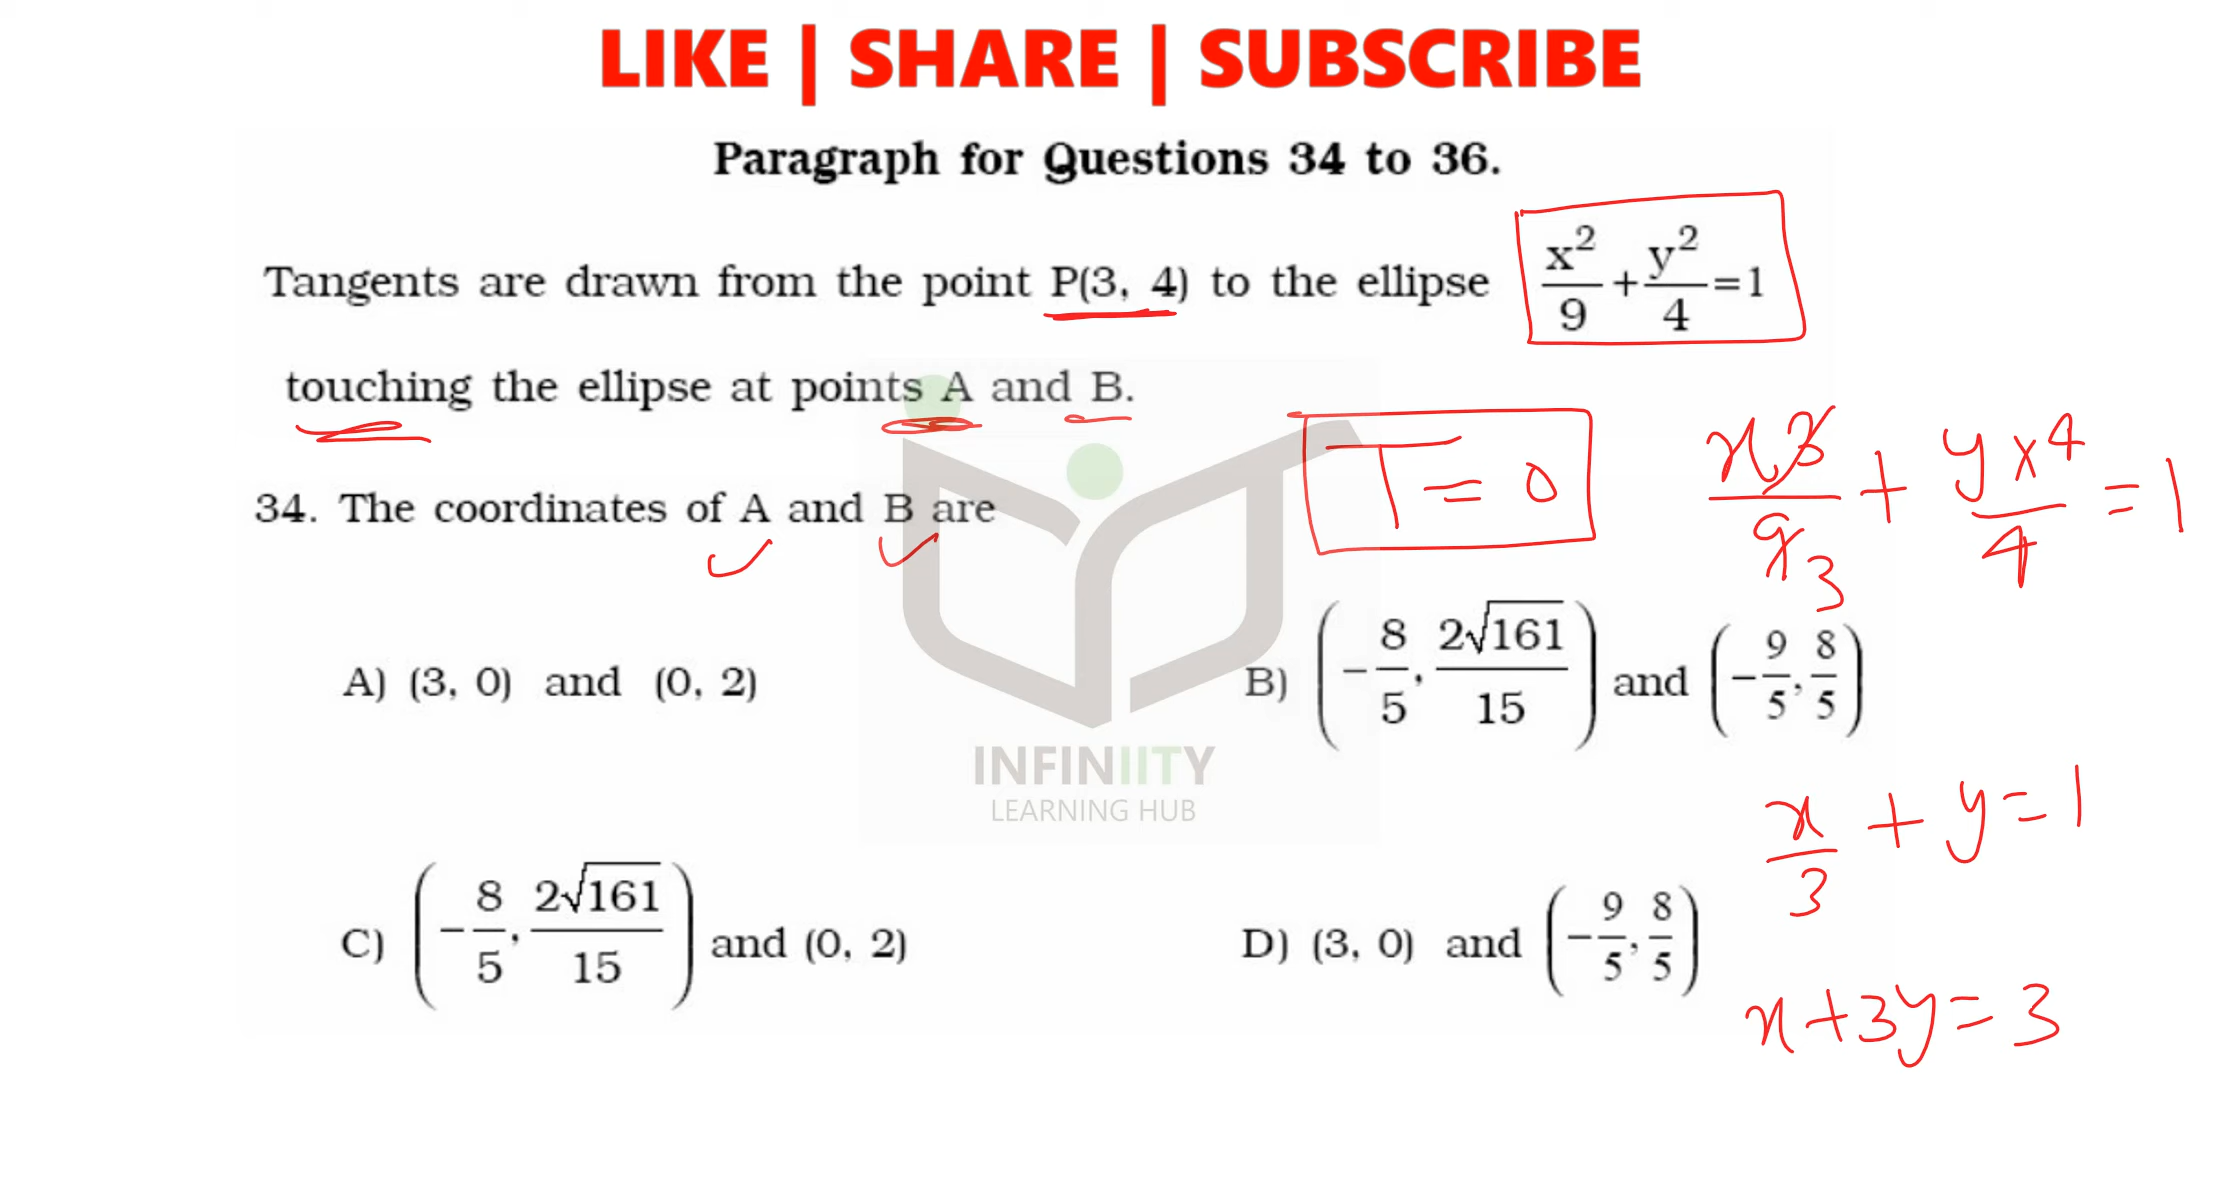 LIKE | SHARE | SUBSCRIBE
Paragraph for Questions 34 to 36.
Tangents are drawn from the point P(3, 4) to the ellipse x²/9 + y²/4 = 1
touching the ellipse at points A and B.
T = 0
x3/9 3 + y×4/4 = 1
34. The coordinates of A and B are
A) (3, 0) and (0, 2)
B) (-8/5, 2√161/15) and (-9/5, 8/5)
INFINIITY
LEARNING HUB
x/3 + y = 1
C) (-8/5, 2√161/15) and (0, 2)
D) (3, 0) and (-9/5, 8/5)
x + 3y = 3